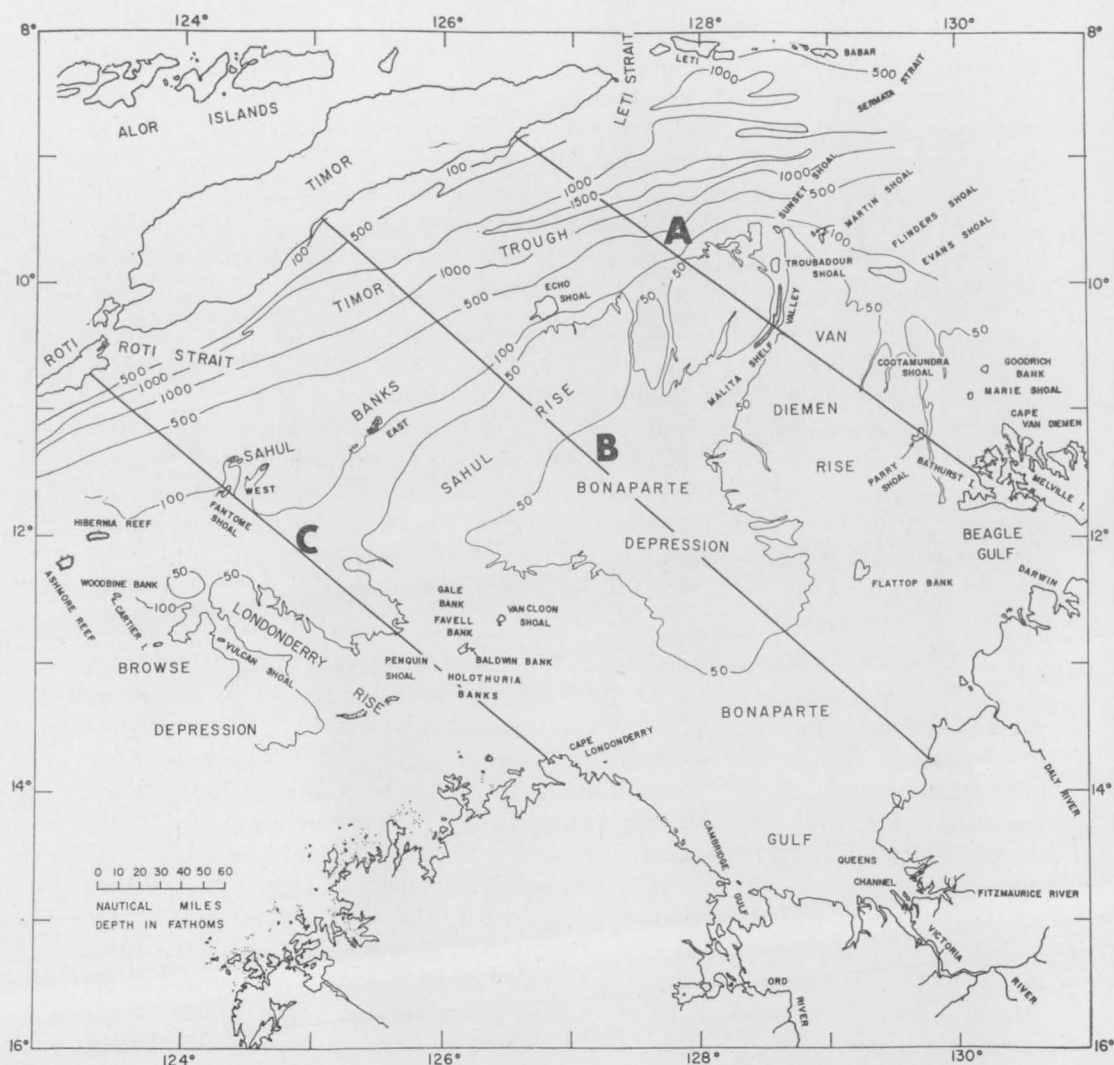 124° 126° 128° 130°
8° 8°
BABAR
LETI
500
1000
SERMATA STRAIT
LETI STRAIT
ALOR ISLANDS
TIMOR
100
500
1000
1500
1000
500
SUNSET SHOAL
MARTIN SHOAL
100
FLINDERS SHOAL
EVANS SHOAL
A
TROUGH
TIMOR
100
500
1000
500
50
TROUBADOUR SHOAL
10° 10°
ECHO SHOAL
VALLEY
MALITA SHELF
50
50
50
VAN
COOTAMUNDRA SHOAL
GOODRICH BANK
MARIE SHOAL
CAPE VAN DIEMEN
ROTI
ROTI STRAIT
500
1000
1000
500
100
50
RISE
BANKS
EAST
SAHUL
WEST
SAHUL
B
50
DIEMEN
RISE
PARRY SHOAL
BATHURST I.
MELVILLE I.
100
FANTOME SHOAL
C
50
BONAPARTE
DEPRESSION
HIBERNIA REEF
12° 12°
BEAGLE GULF
DARWIN
FLATTOP BANK
ASHMORE REEF
WOODBINE BANK
50
50
100
CARTIER I.
LONDONDERRY
RISE
VULCAN SHOAL
GALE BANK
FAVELL BANK
VAN CLOON SHOAL
BALDWIN BANK
PENQUIN SHOAL
HOLOTHURIA BANKS
50
BROWSE
DEPRESSION
BONAPARTE
CAPE LONDONDERRY
14° 14°
DALY RIVER
GULF
CAMBRIDGE GULF
QUEENS CHANNEL
FITZMAURICE RIVER
VICTORIA RIVER
ORD RIVER
0 10 20 30 40 50 60
NAUTICAL MILES
DEPTH IN FATHOMS
16° 16°
124° 126° 128° 130°